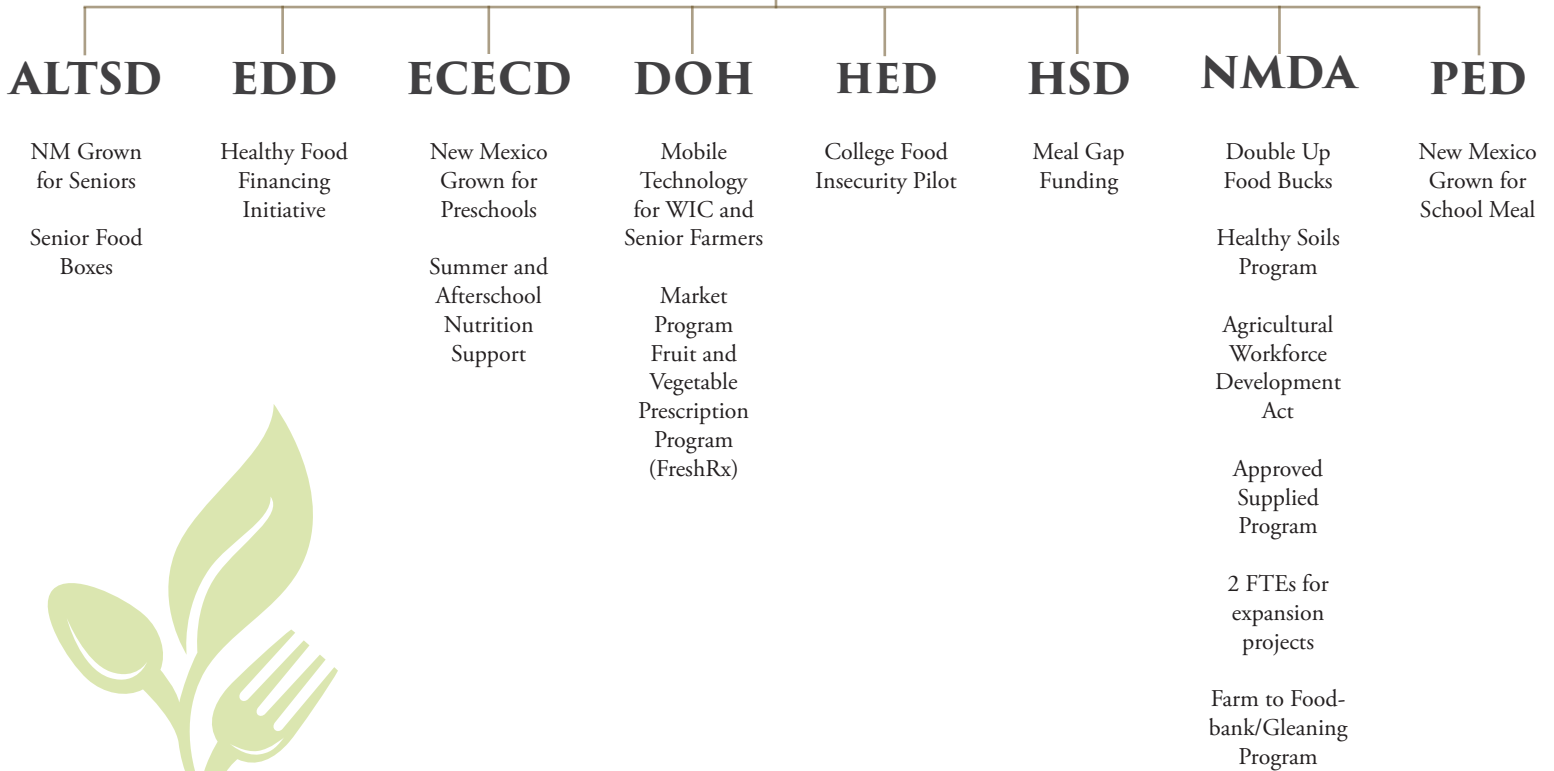 ALTSD
NM Grown
for Seniors
Senior Food
Boxes
EDD
Healthy Food
Financing
Initiative
ECECD
New Mexico
Grown for
Preschools
Summer and
Afterschool
Nutrition
Support
DOH
Mobile
Technology
for WIC and
Senior Farmers
Market
Program
Fruit and
Vegetable
Prescription
Program
(FreshRx)
HED
College Food
Insecurity Pilot
HSD
Meal Gap
Funding
NMDA
Double Up
Food Bucks
Healthy Soils
Program
Agricultural
Workforce
Development
Act
Approved
Supplied
Program
2 FTEs for
expansion
projects
Farm to Food-
bank/Gleaning
Program
PED
New Mexico
Grown for
School Meal